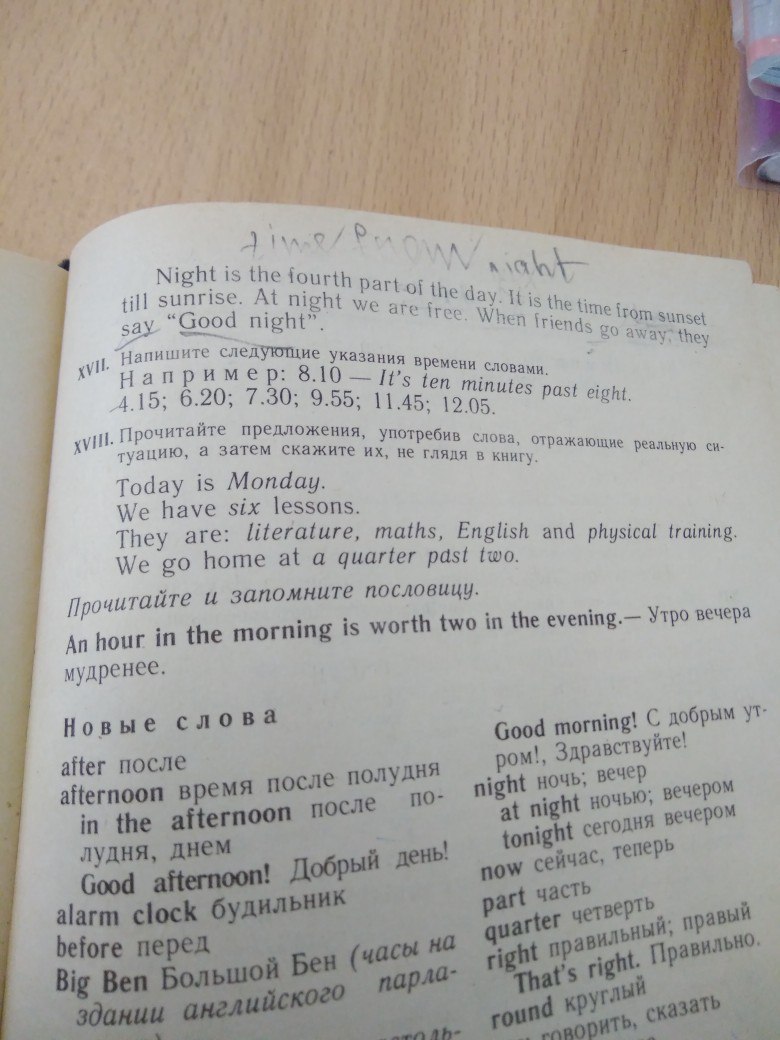 time from night
Night is the fourth part of the day. It is the time from sunset
till sunrise. At night we are free. When friends go away, they
say “Good night”.
XVII. Напишите следующие указания времени словами.
Например: 8.10 — It's ten minutes past eight.
4.15; 6.20; 7.30; 9.55; 11.45; 12.05.
XVIII. Прочитайте предложения, употребив слова, отражающие реальную си-
туацию, а затем скажите их, не глядя в книгу.
Today is Monday.
We have six lessons.
They are: literature, maths, English and physical training.
We go home at a quarter past two.
Прочитайте и запомните пословицу.
An hour in the morning is worth two in the evening.— Утро вечера
мудренее.
Новые слова
after после
afternoon время после полудня
in the afternoon после по-
лудня, днем
Good afternoon! Добрый день!
alarm clock будильник
before перед
Big Ben Большой Бен (часы на
здании английского парла-
Good morning! С добрым ут-
ром!, Здравствуйте!
night ночь; вечер
at night ночью; вечером
tonight сегодня вечером
now сейчас, теперь
part часть
quarter четверть
right правильный; правый
That's right. Правильно.
round круглый
говорить, сказать